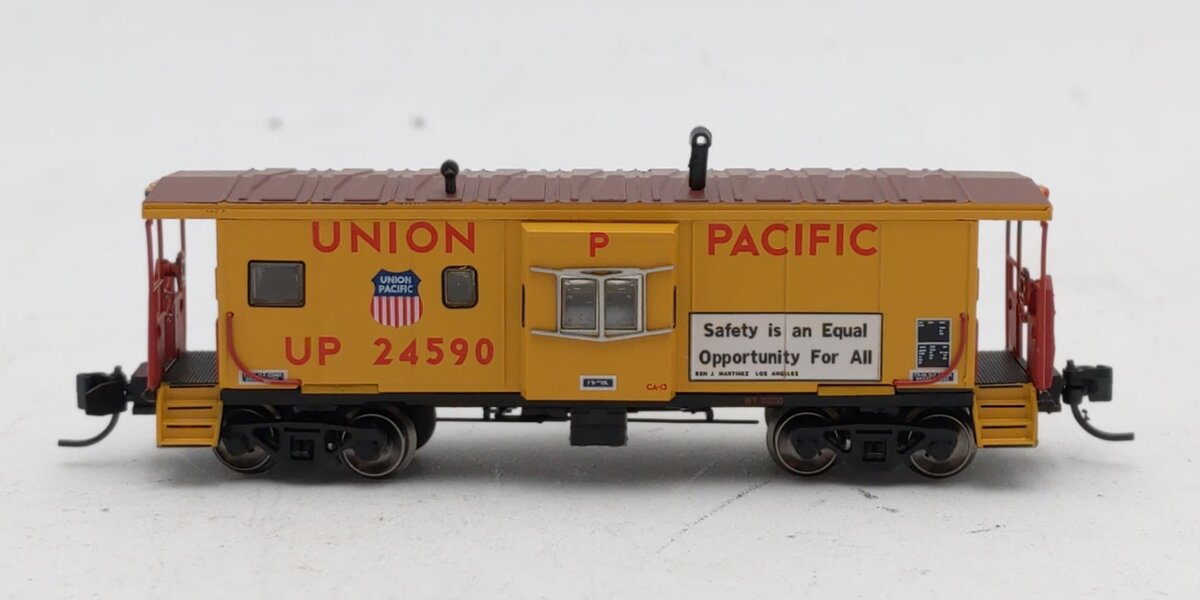 UNION P PACIFIC
UNION
PACIFIC
UP 24590
Safety is an Equal
Opportunity For All
BEN J. MARTINEZ LOS ANGELES
CA-13